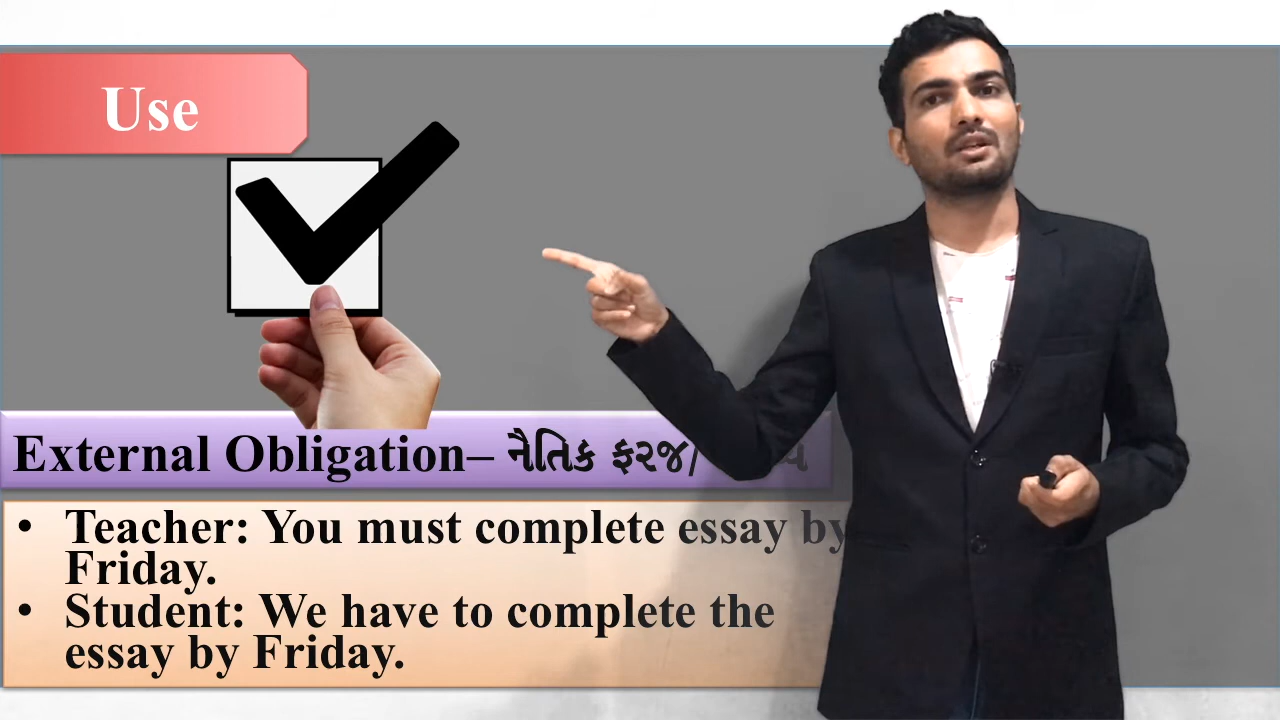 Use
External Obligation– નૈતિક ફરજ/
• Teacher: You must complete essay by
Friday.
• Student: We have to complete the
essay by Friday.